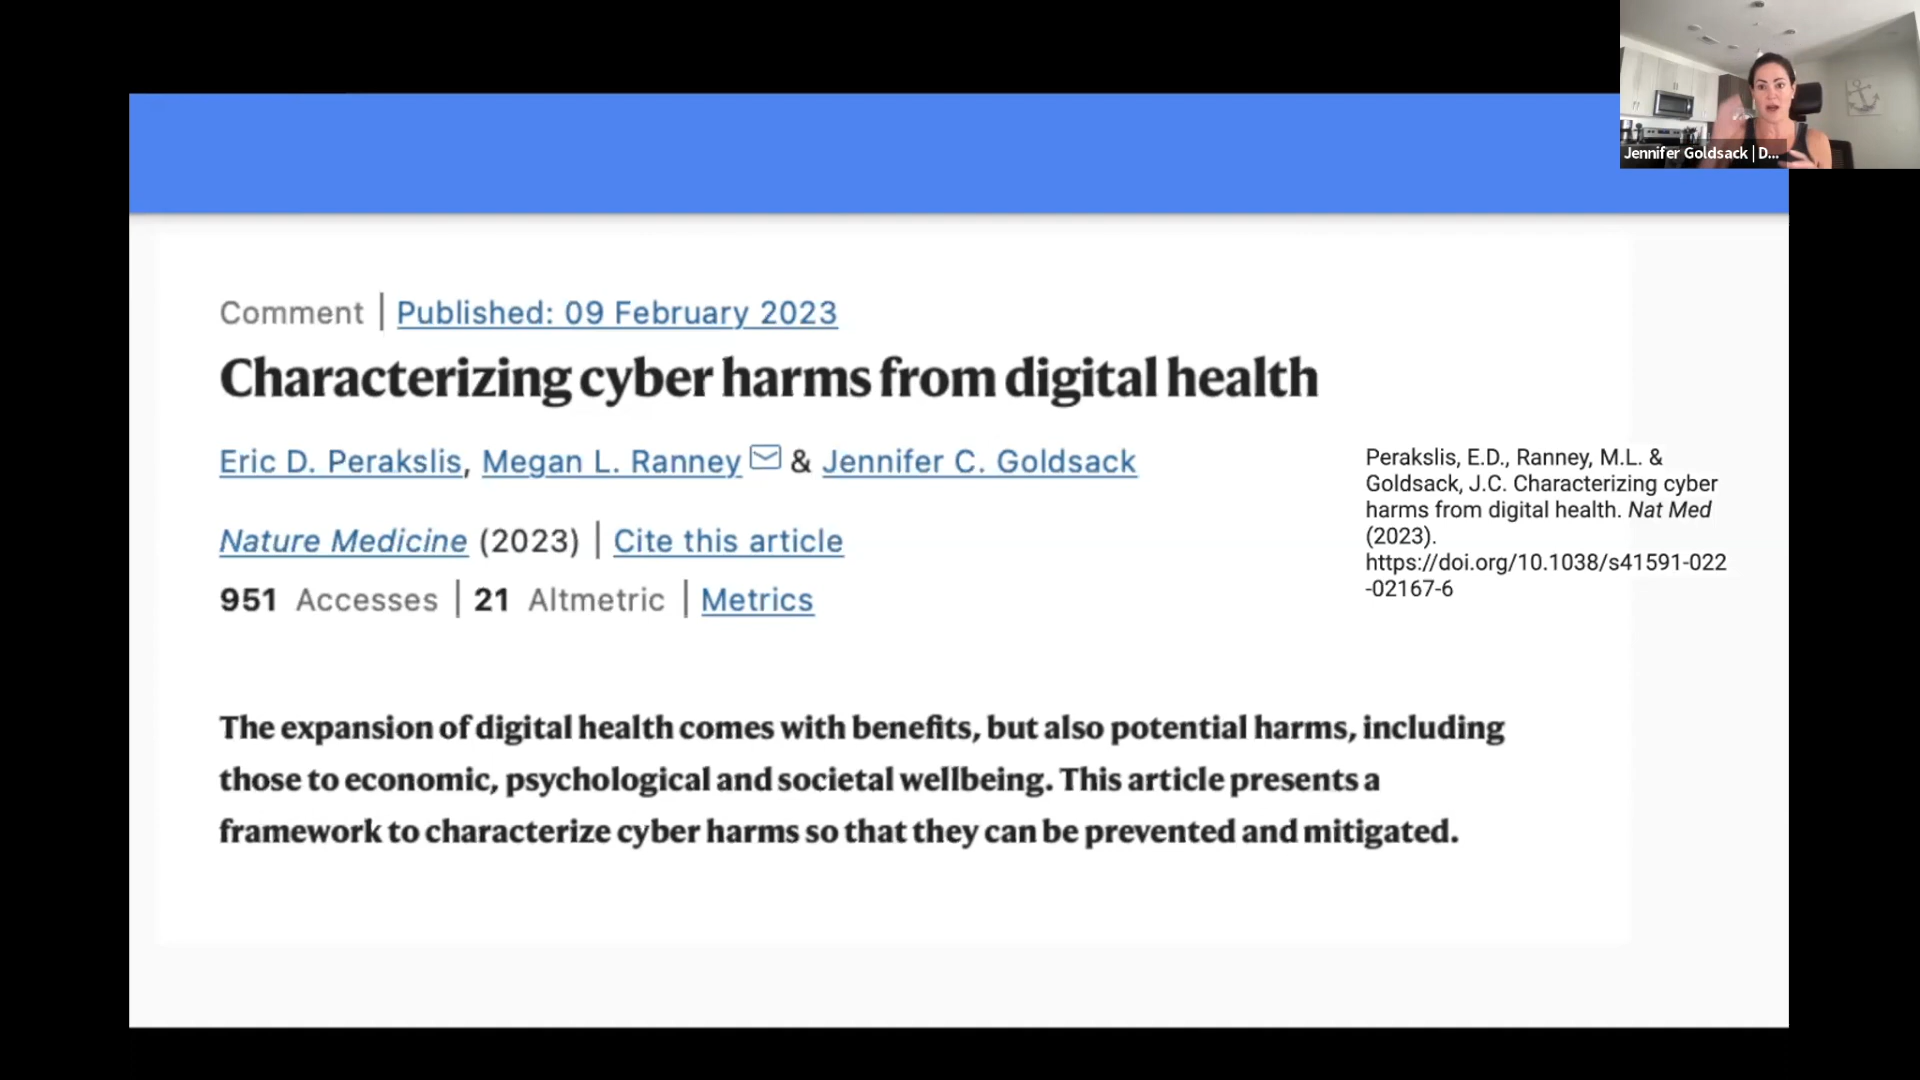 Jennifer Goldsack | D...
Comment | Published: 09 February 2023
Characterizing cyber harms from digital health
Eric D. Perakslis, Megan L. Ranney & Jennifer C. Goldsack
Nature Medicine (2023) | Cite this article
951 Accesses | 21 Altmetric | Metrics
The expansion of digital health comes with benefits, but also potential harms, including
those to economic, psychological and societal wellbeing. This article presents a
framework to characterize cyber harms so that they can be prevented and mitigated.
Perakslis, E.D., Ranney, M.L. &
Goldsack, J.C. Characterizing cyber
harms from digital health. Nat Med
(2023).
https://doi.org/10.1038/s41591-022
-02167-6